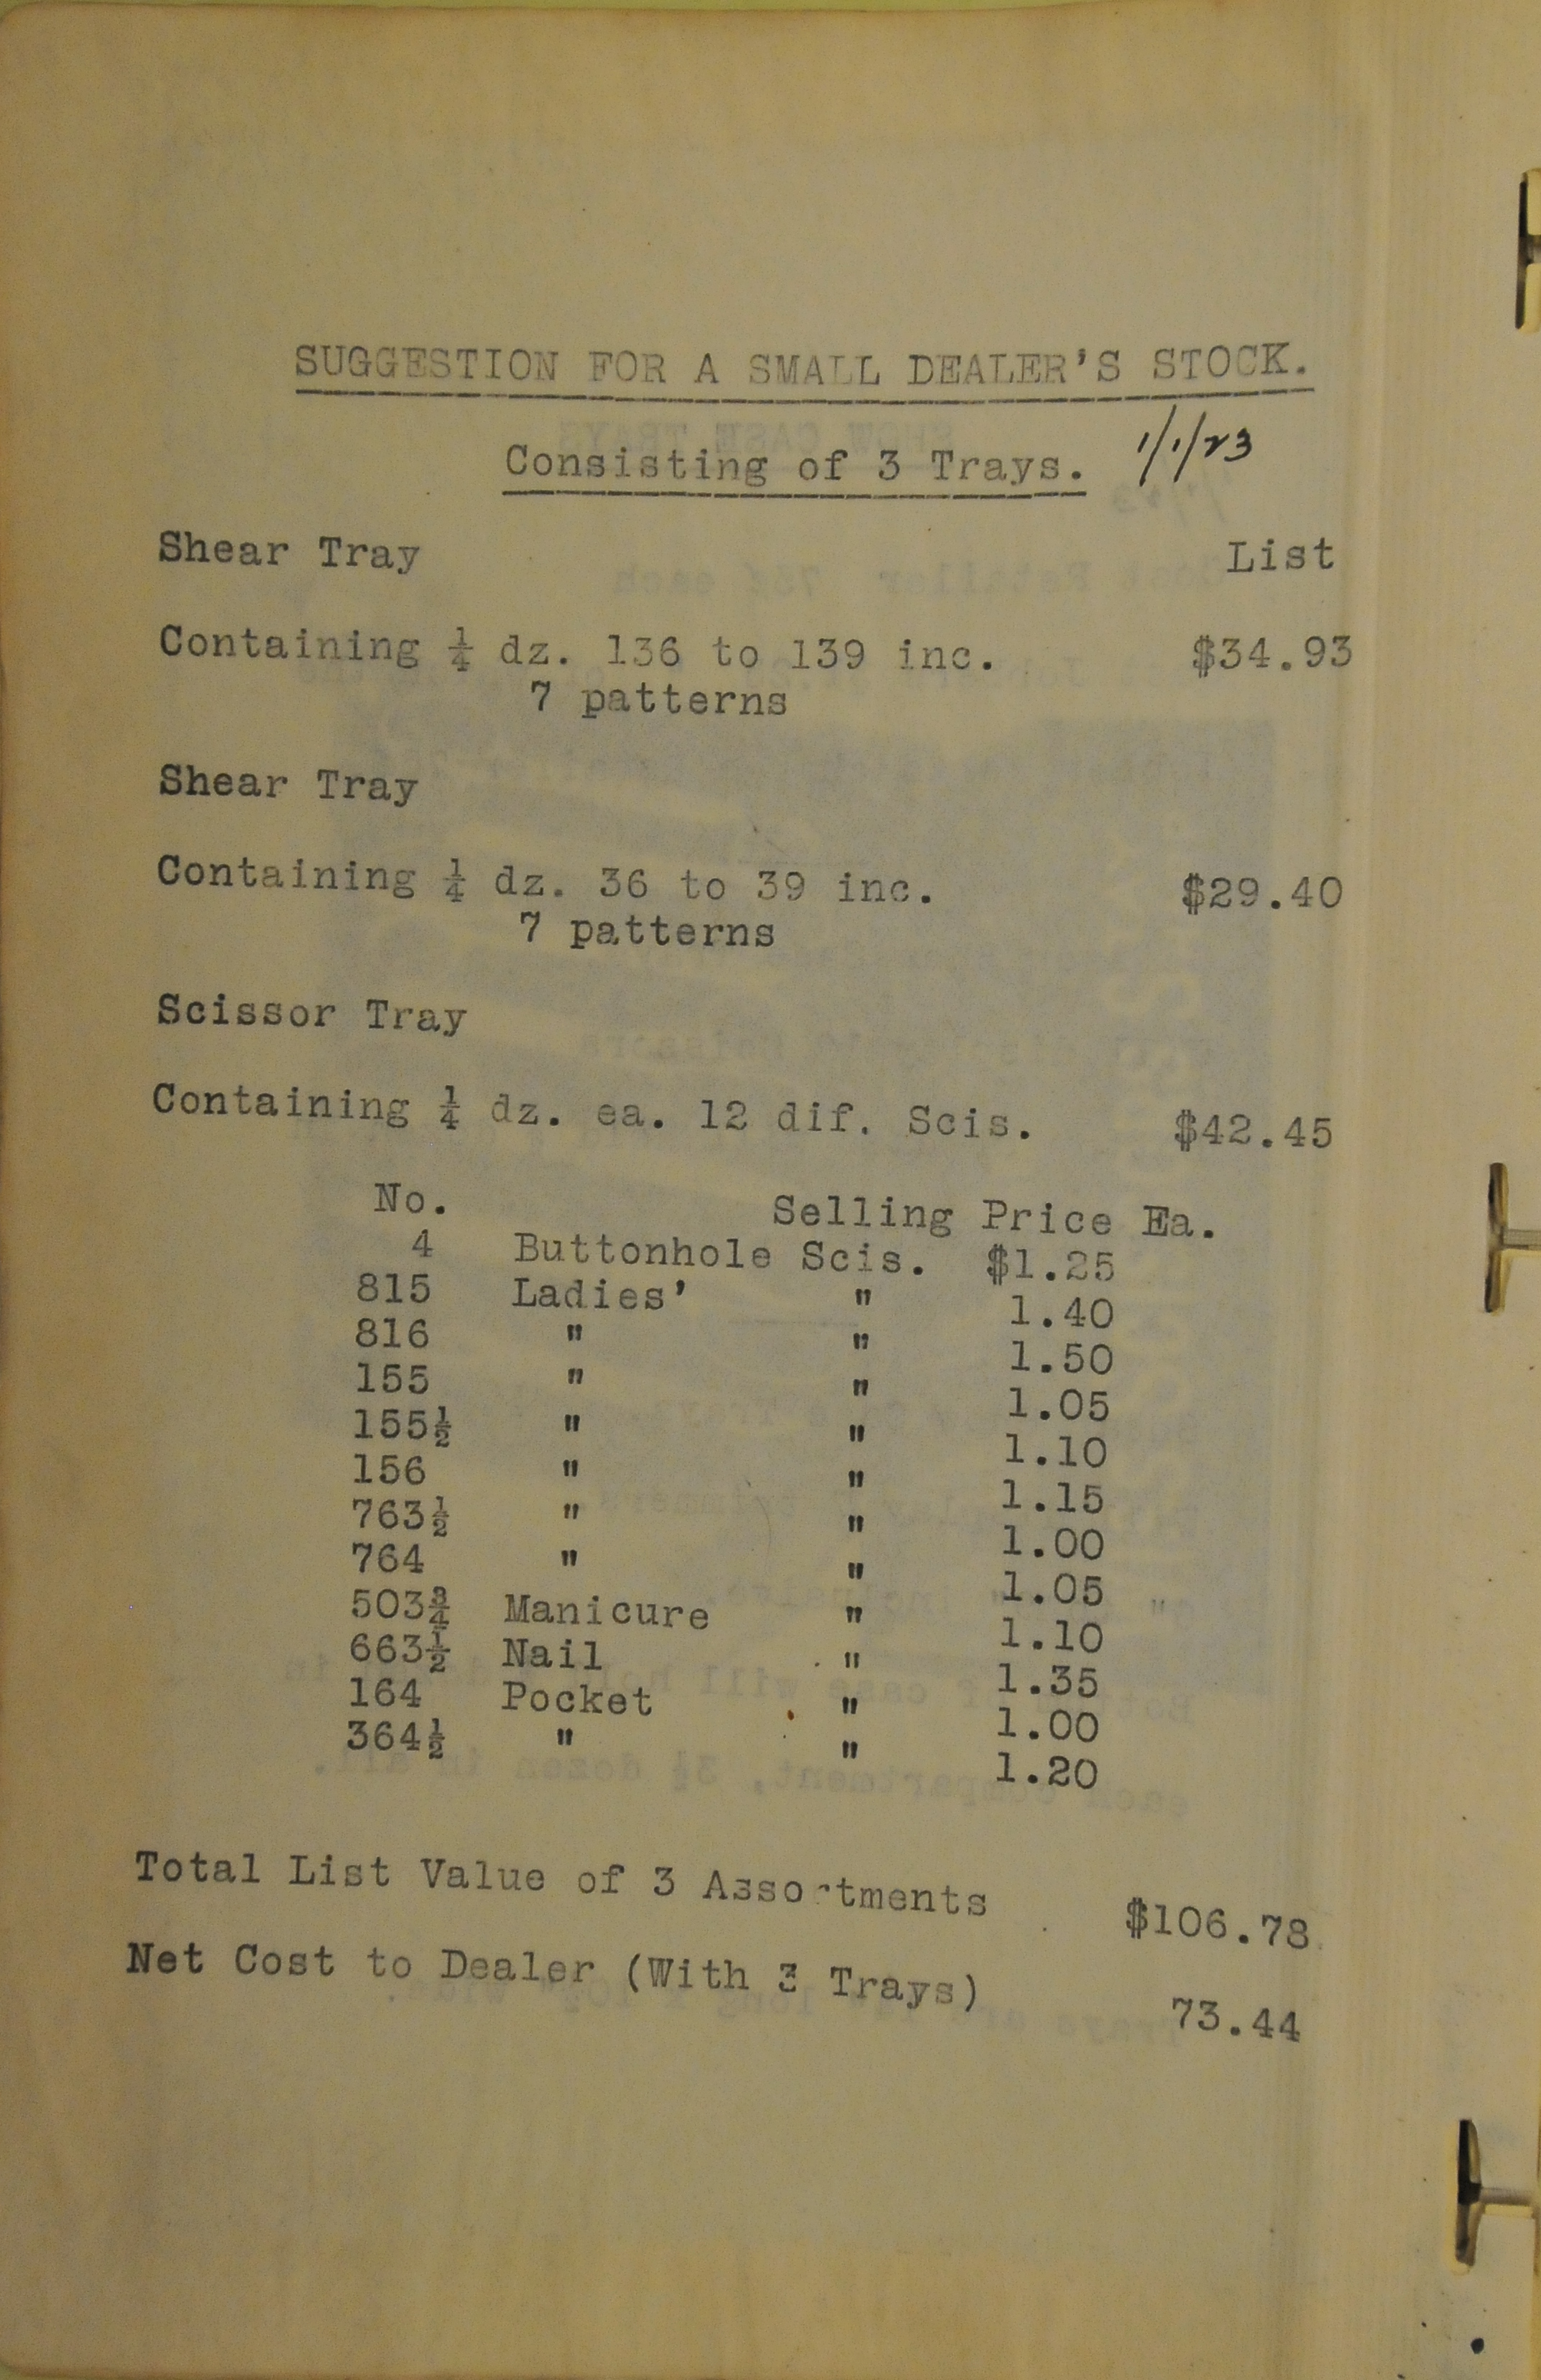 SUGGESTION FOR A SMALL DEALER'S STOCK.
Consisting of 3 Trays. 1/1/23
Shear Tray List
Containing ¼ dz. 136 to 139 inc. $34.93
7 patterns
Shear Tray
Containing ¼ dz. 36 to 39 inc. $29.40
7 patterns
Scissor Tray
Containing ¼ dz. ea. 12 dif. Scis. $42.45
No. Selling Price Ea.
4 Buttonhole Scis. $1.25
815 Ladies' " 1.40
816 " " 1.50
155 " " 1.05
155½ " " 1.10
156 " " 1.15
763½ " " 1.00
764 " " 1.05
503¾ Manicure " 1.10
663½ Nail " 1.35
164 Pocket " 1.00
364½ " " 1.20
Total List Value of 3 Assortments $106.78
Net Cost to Dealer (With 3 Trays) 73.44